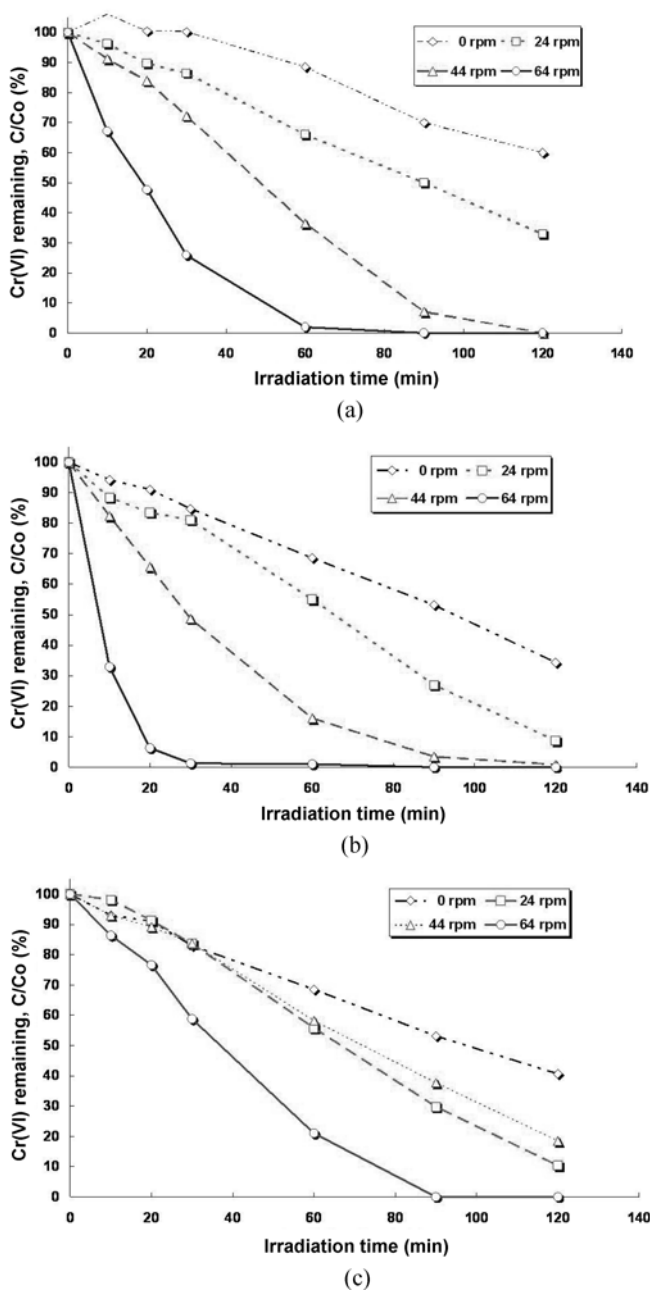 0 rpm 24 rpm
44 rpm 64 rpm
Cr(VI) remaining, C/Co (%)
100
90
80
70
60
50
40
30
20
10
0
0 20 40 60 80 100 120 140
Irradiation time (min)
(a)
0 rpm 24 rpm
44 rpm 64 rpm
Cr(VI) remaining, C/Co (%)
100
90
80
70
60
50
40
30
20
10
0
0 20 40 60 80 100 120 140
Irradiation time (min)
(b)
0 rpm 24 rpm
44 rpm 64 rpm
Cr(VI) remaining, C/Co (%)
100
90
80
70
60
50
40
30
20
10
0
0 20 40 60 80 100 120 140
Irradiation time (min)
(c)